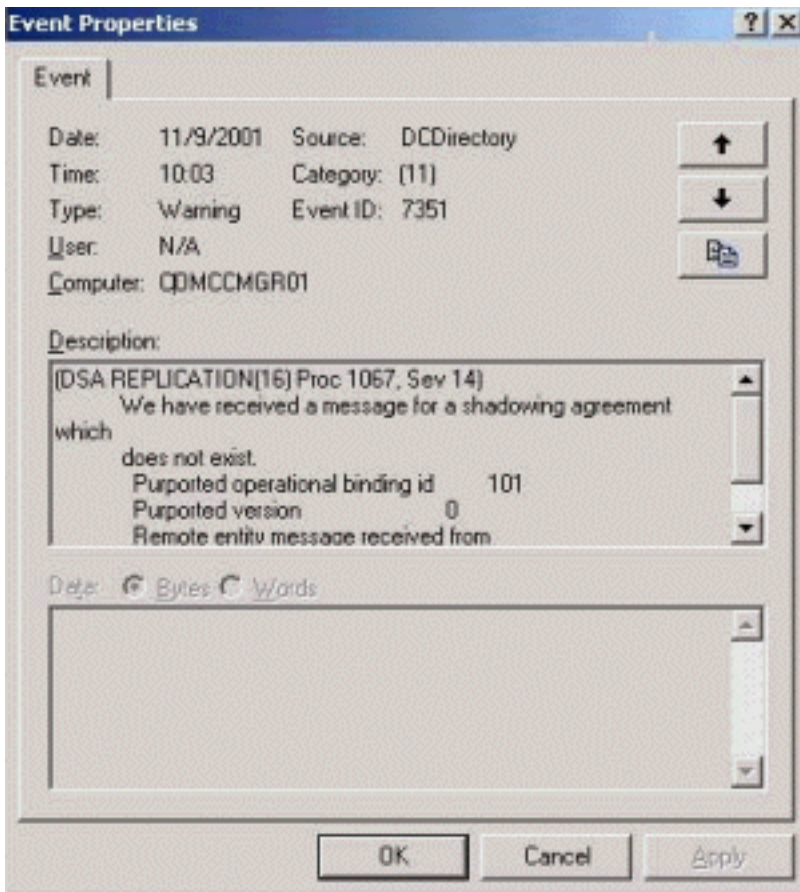 Event Properties
Event
Date: 11/9/2001 Source: DCDirectory
Time: 10:03 Category: (11)
Type: Warning Event ID: 7351
User: N/A
Computer: CDMCCMGR01
Description:
(DSA REPLICATION(16) Proc 1067, Sev 14)
We have received a message for a shadowing agreement
which
does not exist.
Purported operational binding id 101
Purported version 0
Remote entity message received from
Data: Bytes Words
OK Cancel Apply